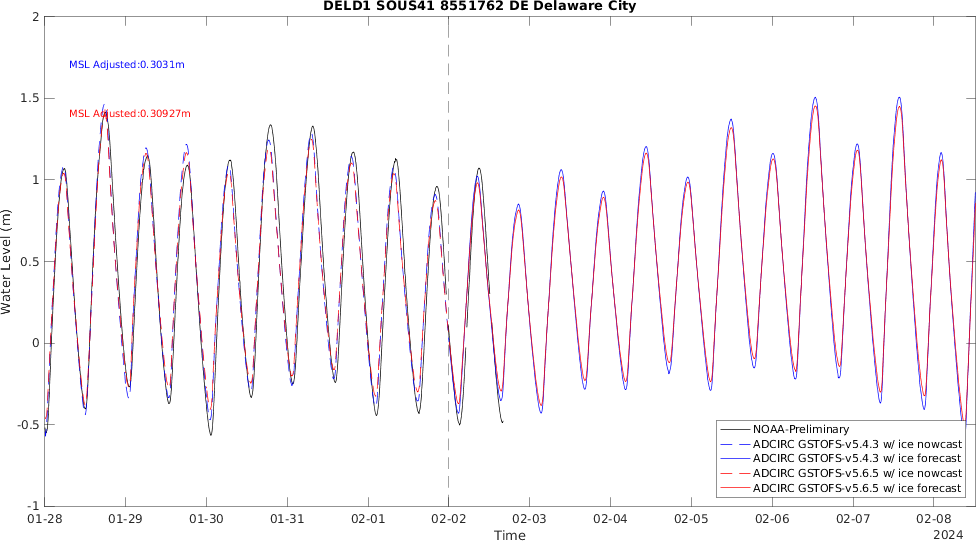 DELD1 SOUS41 8551762 DE Delaware City
2
1.5
1
0.5
0
-0.5
-1
Water Level (m)
MSL Adjusted:0.3031m
MSL Adjusted:0.30927m
NOAA-Preliminary
ADCIRC GSTOFS-v5.4.3 w/ ice nowcast
ADCIRC GSTOFS-v5.4.3 w/ ice forecast
ADCIRC GSTOFS-v5.6.5 w/ ice nowcast
ADCIRC GSTOFS-v5.6.5 w/ ice forecast
01-28 01-29 01-30 01-31 02-01 02-02 02-03 02-04 02-05 02-06 02-07 02-08
2024
Time